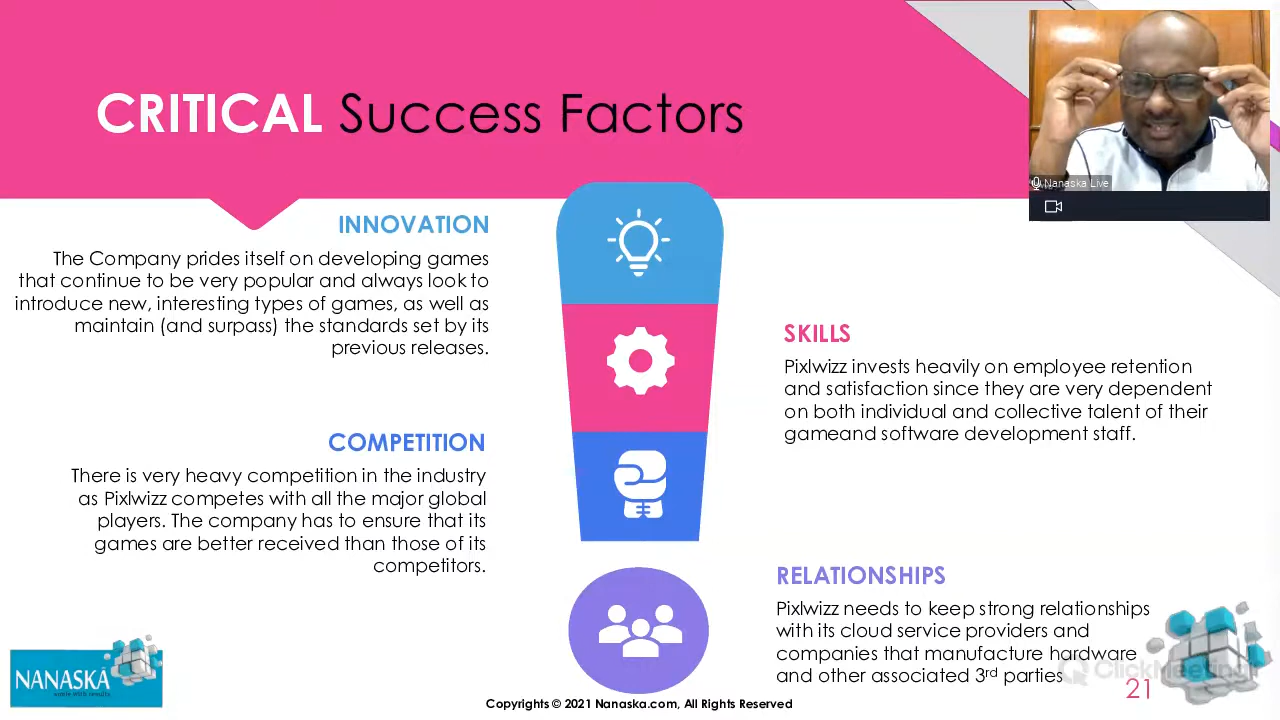 CRITICAL Success Factors
Nanaska Live
INNOVATION
The Company prides itself on developing games
that continue to be very popular and always look to
introduce new, interesting types of games, as well as
maintain (and surpass) the standards set by its
previous releases.
SKILLS
Pixlwizz invests heavily on employee retention
and satisfaction since they are very dependent
on both individual and collective talent of their
gameand software development staff.
COMPETITION
There is very heavy competition in the industry
as Pixlwizz competes with all the major global
players. The company has to ensure that its
games are better received than those of its
competitors.
RELATIONSHIPS
Pixlwizz needs to keep strong relationships
with its cloud service providers and
companies that manufacture hardware
and other associated 3rd parties
ClickMeeting
21
NANASKA
Copyrights © 2021 Nanaska.com, All Rights Reserved